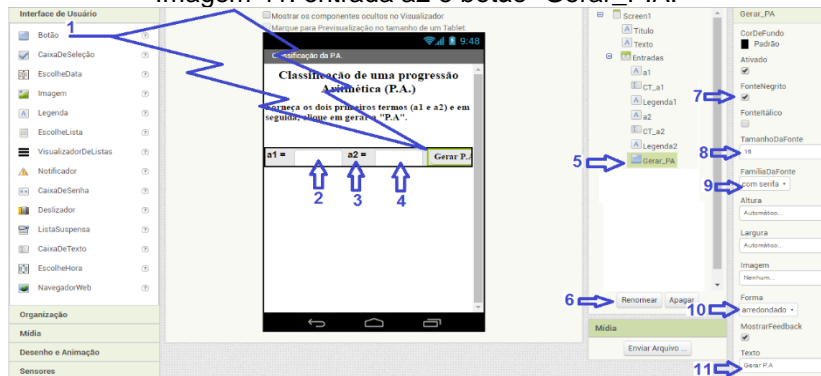 Imagem 11: entrada a2 e botão "Gerar_PA.
Interface de Usuário
1
Botão
CaixaDeSeleção
EscolheData
Imagem
Legenda
EscolheLista
VisualizadorDeListas
Notificador
CaixaDeSenha
Deslizador
ListaSuspensa
CaixaDeTexto
EscolheHora
NavegadorWeb
Organização
Mídia
Desenho e Animação
Sensores
Mostrar os componentes ocultos no Visualizador
Marque para Previsualização no tamanho de um Tablet
9:48
Classificação da P.A.
Classificação de uma progressão
Aritmética (P.A.)
Forneça os dois primeiros termos (a1 e a2) e em
seguida, clique em gerar a "P.A".
a1 =
a2 =
Gerar P.A
2
3
4
Screen1
Titulo
Texto
Entradas
a1
CT_a1
Legenda1
a2
CT_a2
Legenda2
5
Gerar_PA
6
Renomear
Apagar
Mídia
Enviar Arquivo ...
Gerar_PA
CorDeFundo
Padrão
Ativado
7
FonteNegrito
FonteItálico
TamanhoDaFonte
8
16
FamíliaDaFonte
9
com serifa
Altura
Automático...
Largura
Automático...
Imagem
Nenhum...
Forma
10
arredondado
MostrarFeedback
Texto
11
Gerar P.A